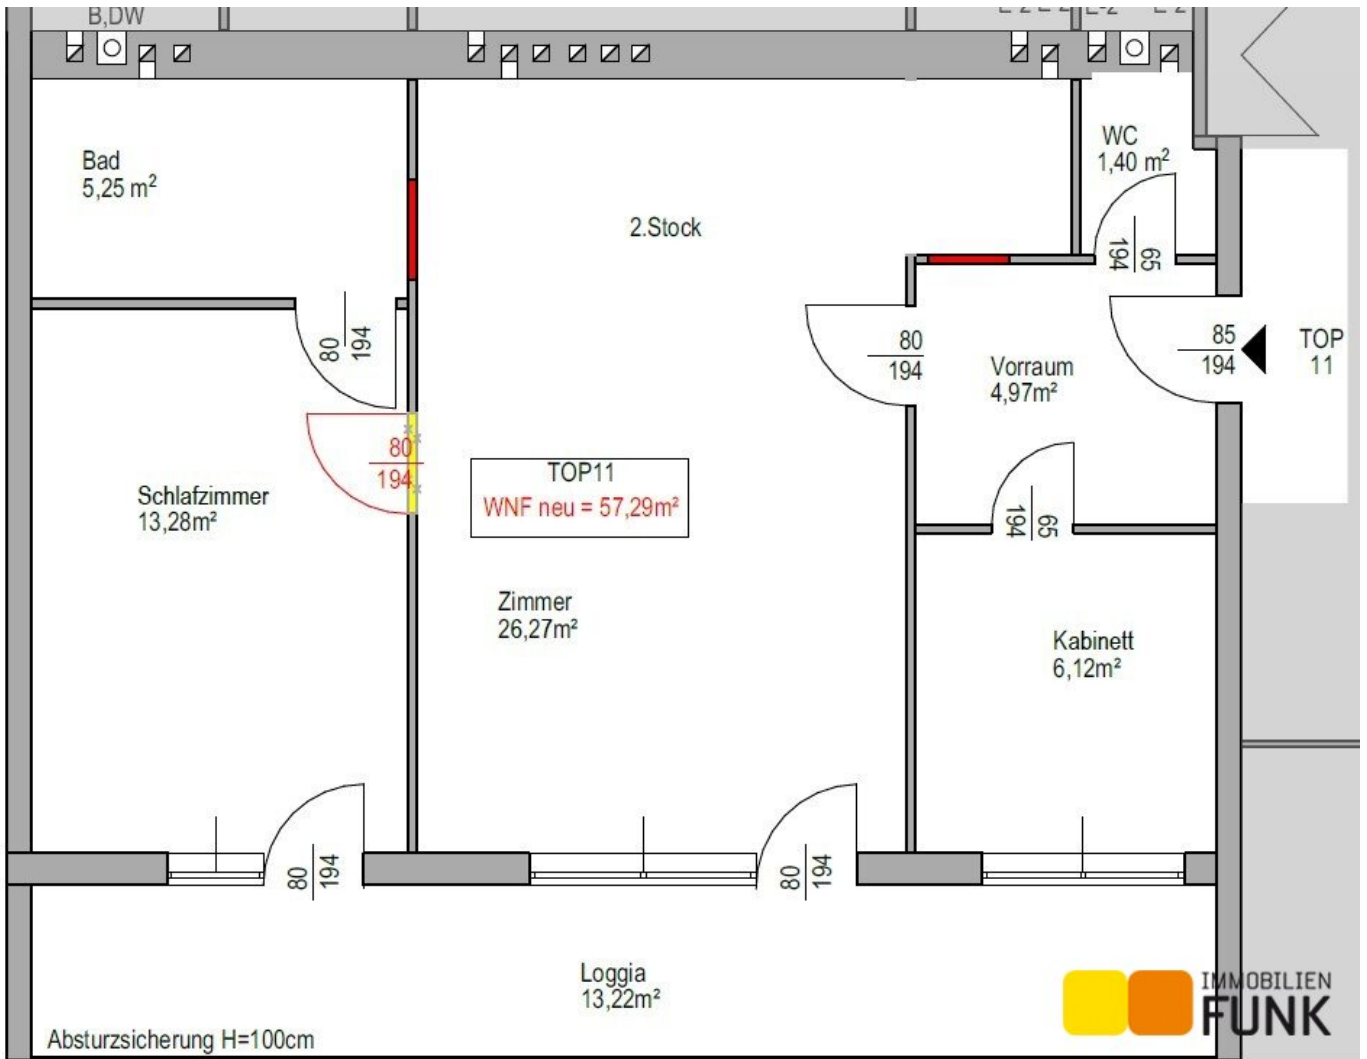 B,DW
Bad
5,25 m²
WC
1,40 m²
2.Stock
194
65
80
194
80
194
85
194
TOP
11
Vorraum
4,97m²
80
194
TOP11
WNF neu = 57,29m²
Schlafzimmer
13,28m²
194
65
Zimmer
26,27m²
Kabinett
6,12m²
80
194
80
194
Loggia
13,22m²
IMMOBILIEN
FUNK
Absturzsicherung H=100cm